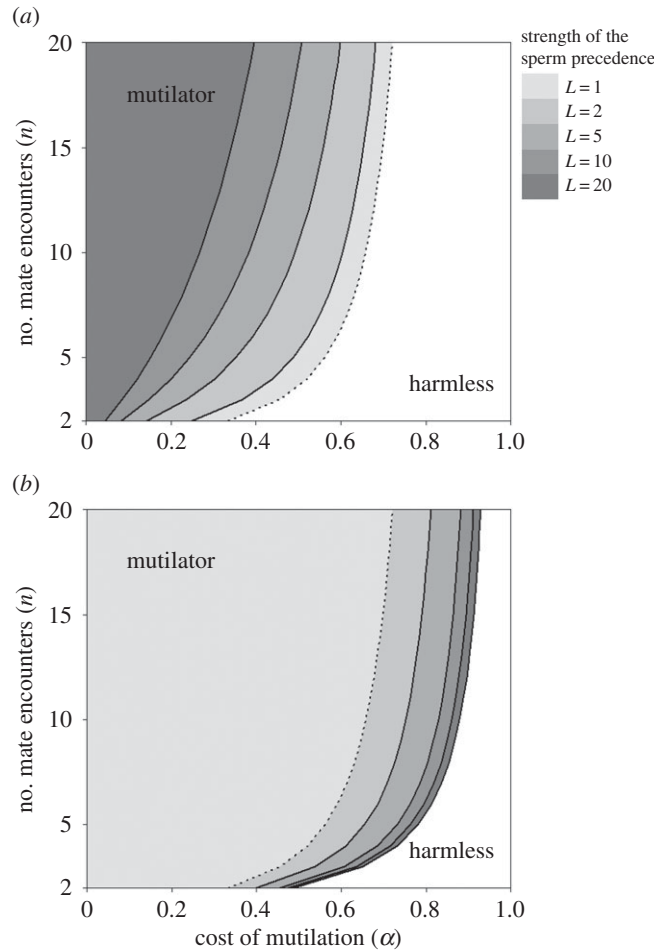 (a)
strength of the
sperm precedence
L = 1
L = 2
L = 5
L = 10
L = 20
20
15
10
5
2
no. mate encounters (n)
mutilator
harmless
0
0.2
0.4
0.6
0.8
1.0
(b)
20
15
10
5
2
no. mate encounters (n)
mutilator
harmless
0
0.2
0.4
0.6
0.8
1.0
cost of mutilation (α)